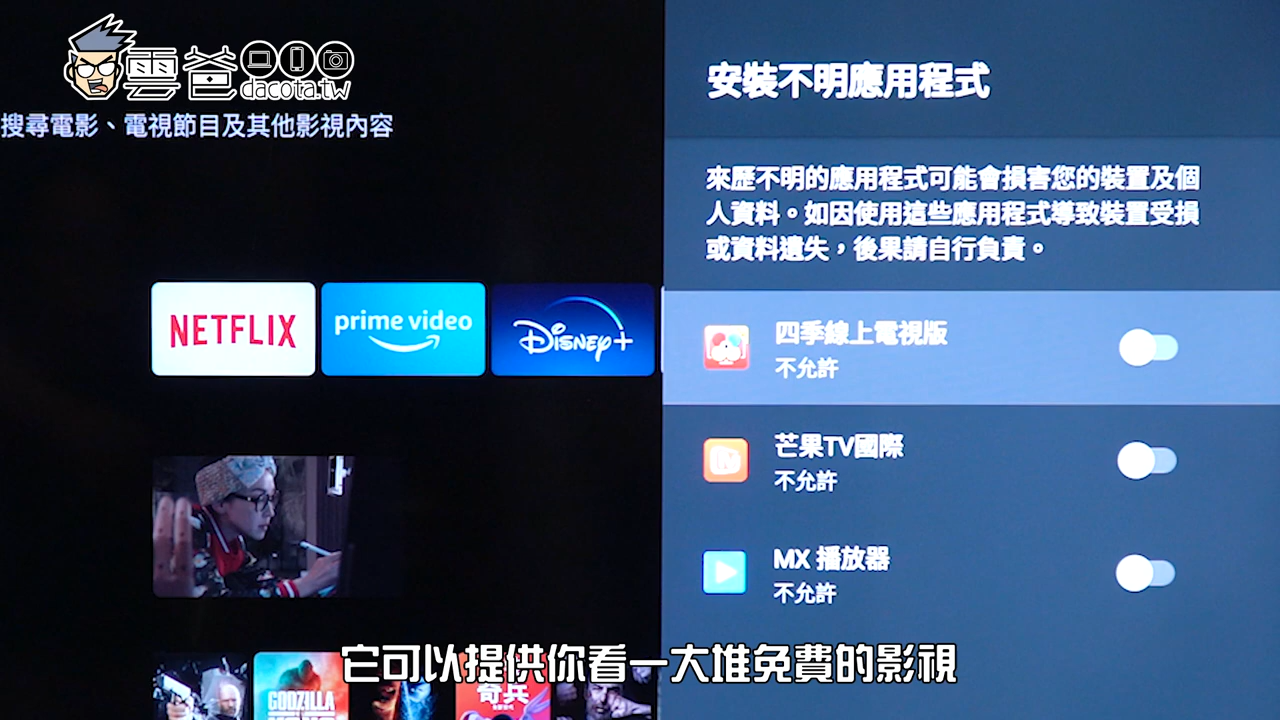 雲爸
dacota.tw
搜尋電影、電視節目及其他影視內容
NETFLIX
prime video
Disney+
GODZILLA
奇兵
安裝不明應用程式
來歷不明的應用程式可能會損害您的裝置及個
人資料。如因使用這些應用程式導致裝置受損
或資料遺失，後果請自行負責。
四季線上電視版
不允許
芒果TV國際
不允許
MX 播放器
不允許
它可以提供你看一大堆免費的影視